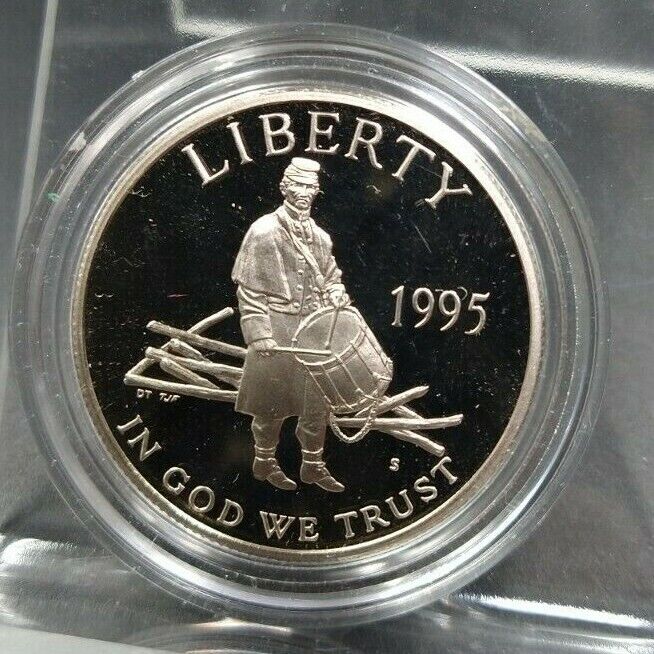 LIBERTY
1995
DT TJF
S
IN GOD WE TRUST